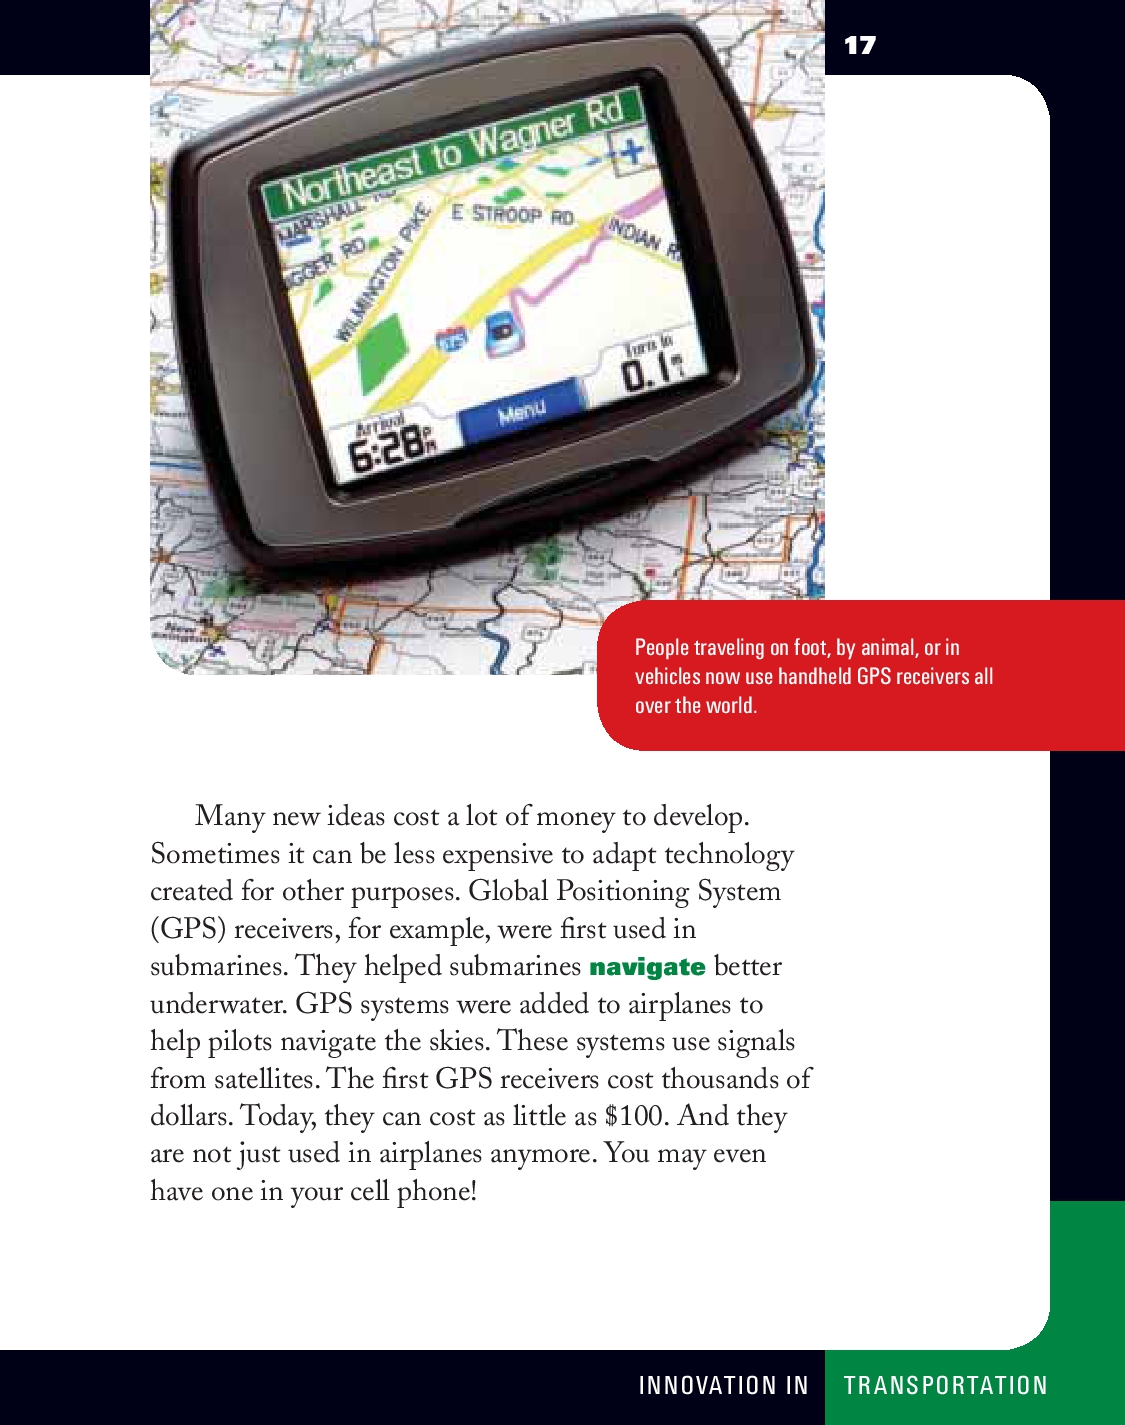 17
Northeast to Wagner Rd
MARSHALL RD
E STROOP RD
INDIAN R
IGGER RD
WILMINGTON PIKE
Turn In
0.1
Arrival
6:28 PM
Menu
People traveling on foot, by animal, or in
vehicles now use handheld GPS receivers all
over the world.
Many new ideas cost a lot of money to develop.
Sometimes it can be less expensive to adapt technology
created for other purposes. Global Positioning System
(GPS) receivers, for example, were first used in
submarines. They helped submarines navigate better
underwater. GPS systems were added to airplanes to
help pilots navigate the skies. These systems use signals
from satellites. The first GPS receivers cost thousands of
dollars. Today, they can cost as little as $100. And they
are not just used in airplanes anymore. You may even
have one in your cell phone!
INNOVATION IN TRANSPORTATION